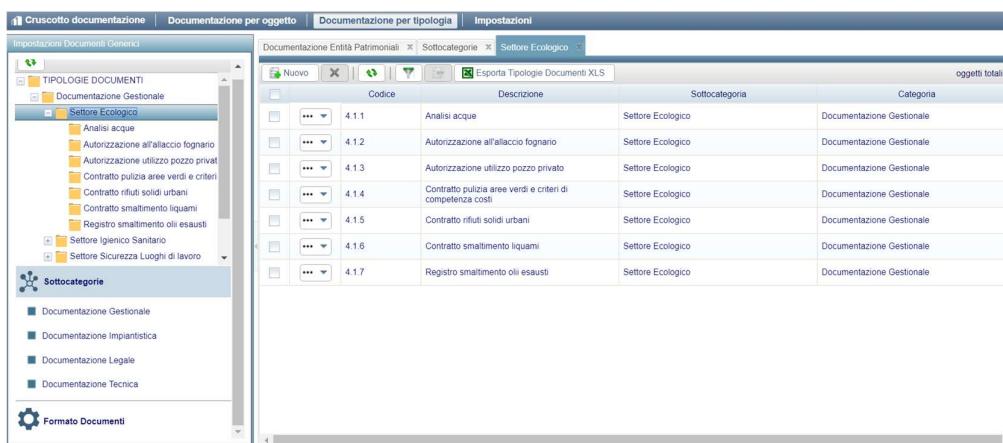 Cruscotto documentazione Documentazione per oggetto Documentazione per tipologia Impostazioni
Impostazioni Documenti Generici
TIPOLOGIE DOCUMENTI
Documentazione Gestionale
Settore Ecologico
Analisi acque
Autorizzazione all'allaccio fognario
Autorizzazione utilizzo pozzo privat
Contratto pulizia aree verdi e criteri
Contratto rifiuti solidi urbani
Contratto smaltimento liquami
Registro smaltimento olii esausti
Settore Igienico Sanitario
Settore Sicurezza Luoghi di lavoro
Sottocategorie
Documentazione Gestionale
Documentazione Impiantistica
Documentazione Legale
Documentazione Tecnica
Formato Documenti
Documentazione Entità Patrimoniali Sottocategorie Settore Ecologico
Nuovo Esporta Tipologie Documenti XLS oggetti totali
Codice Descrizione Sottocategoria Categoria
4.1.1 Analisi acque Settore Ecologico Documentazione Gestionale
4.1.2 Autorizzazione all'allaccio fognario Settore Ecologico Documentazione Gestionale
4.1.3 Autorizzazione utilizzo pozzo privato Settore Ecologico Documentazione Gestionale
4.1.4 Contratto pulizia aree verdi e criteri di competenza costi Settore Ecologico Documentazione Gestionale
4.1.5 Contratto rifiuti solidi urbani Settore Ecologico Documentazione Gestionale
4.1.6 Contratto smaltimento liquami Settore Ecologico Documentazione Gestionale
4.1.7 Registro smaltimento olii esausti Settore Ecologico Documentazione Gestionale